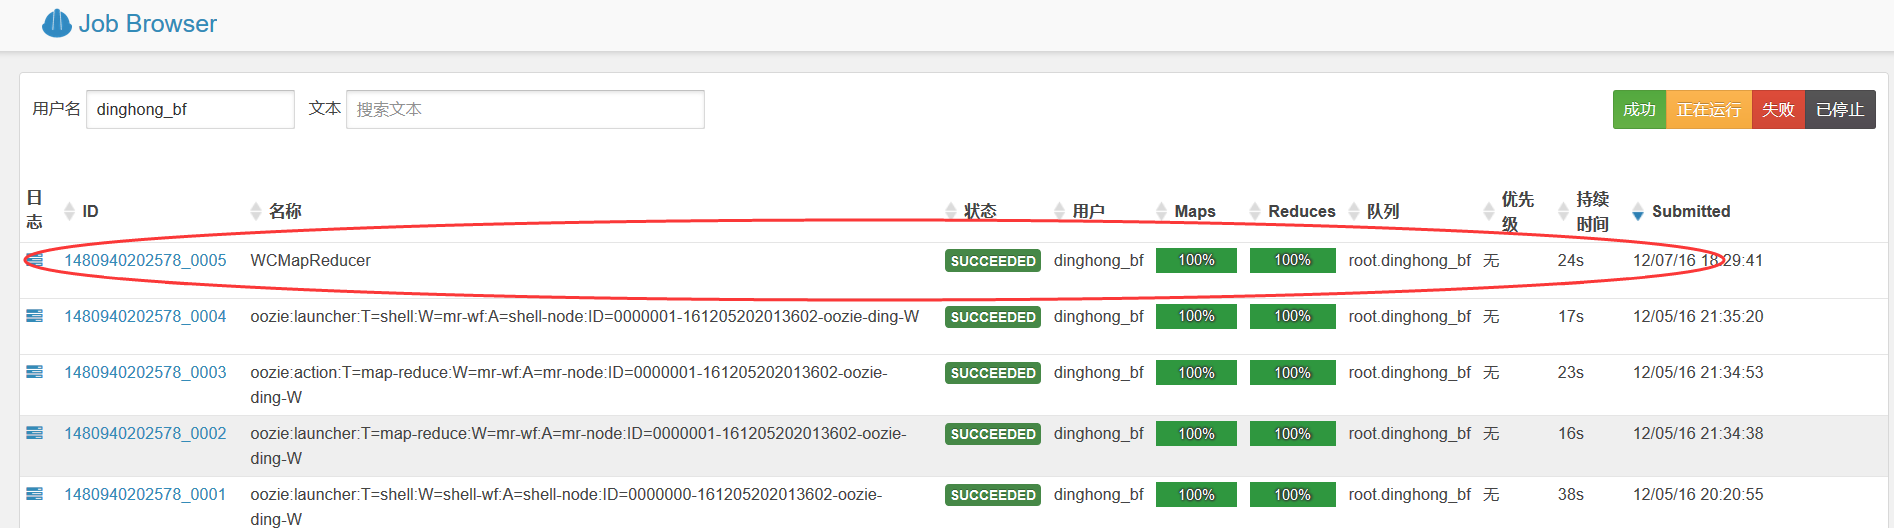 Job Browser
用户名 dinghong_bf 文本 搜索文本 成功 正在运行 失败 已停止
日志 ID 名称 状态 用户 Maps Reduces 队列 优先级 持续时间 Submitted
1480940202578_0005 WCMapReducer SUCCEEDED dinghong_bf 100% 100% root.dinghong_bf 无 24s 12/07/16 18:29:41
1480940202578_0004 oozie:launcher:T=shell:W=mr-wf:A=shell-node:ID=0000001-161205202013602-oozie-ding-W SUCCEEDED dinghong_bf 100% 100% root.dinghong_bf 无 17s 12/05/16 21:35:20
1480940202578_0003 oozie:action:T=map-reduce:W=mr-wf:A=mr-node:ID=0000001-161205202013602-oozie- SUCCEEDED dinghong_bf 100% 100% root.dinghong_bf 无 23s 12/05/16 21:34:53
ding-W
1480940202578_0002 oozie:launcher:T=map-reduce:W=mr-wf:A=mr-node:ID=0000001-161205202013602-oozie- SUCCEEDED dinghong_bf 100% 100% root.dinghong_bf 无 16s 12/05/16 21:34:38
ding-W
1480940202578_0001 oozie:launcher:T=shell:W=shell-wf:A=shell-node:ID=0000000-161205202013602-oozie- SUCCEEDED dinghong_bf 100% 100% root.dinghong_bf 无 38s 12/05/16 20:20:55
ding-W